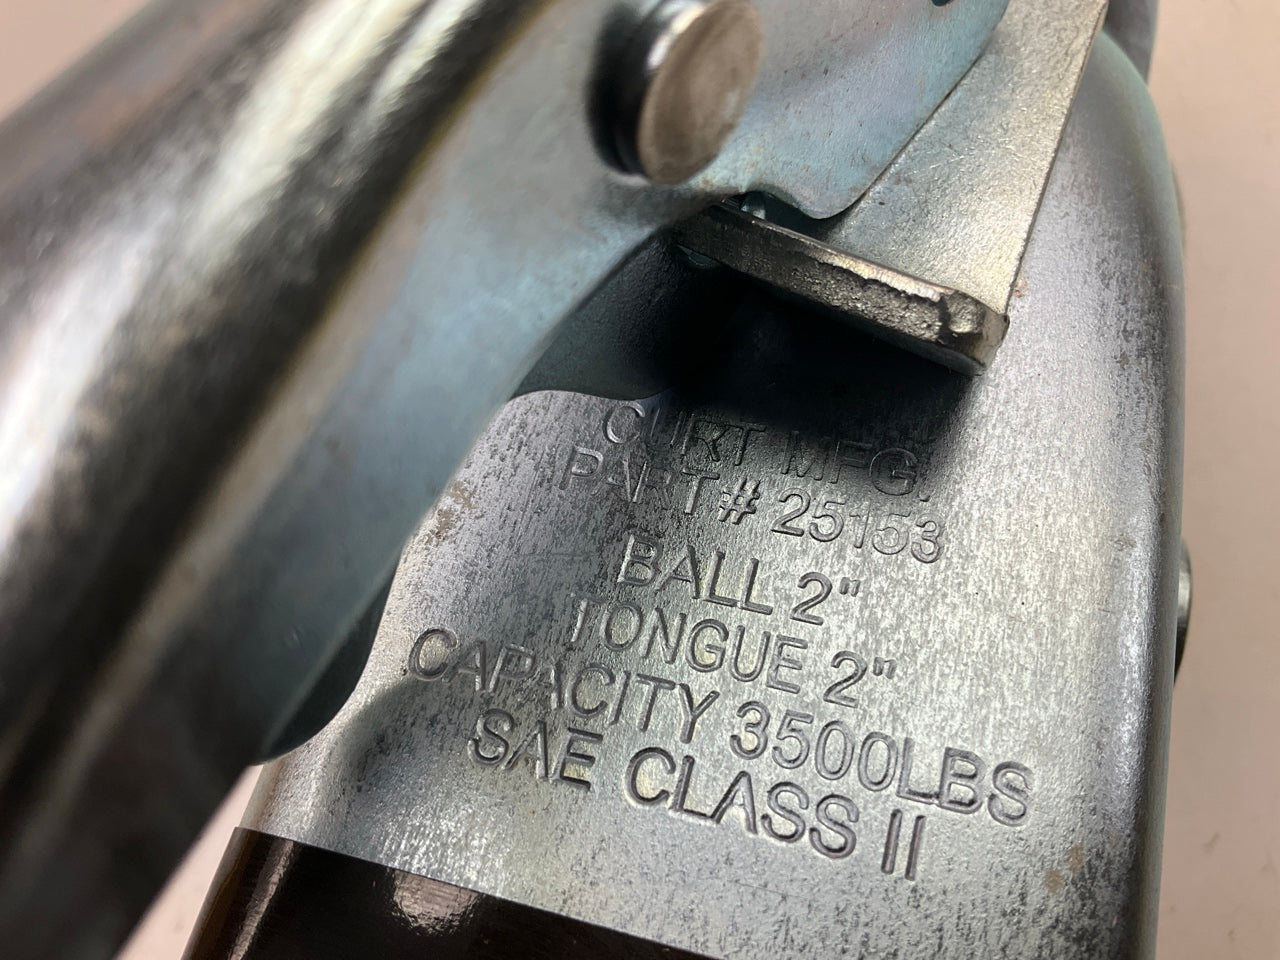 CURT MFG.
PART # 25153
BALL 2"
TONGUE 2"
CAPACITY 3500LBS
SAE CLASS II